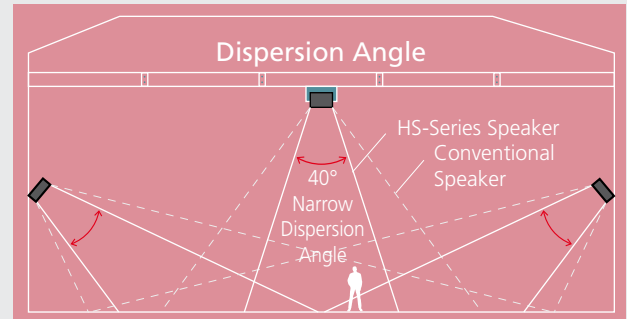 Dispersion Angle
HS-Series Speaker
Conventional
Speaker
40°
Narrow
Dispersion
Angle